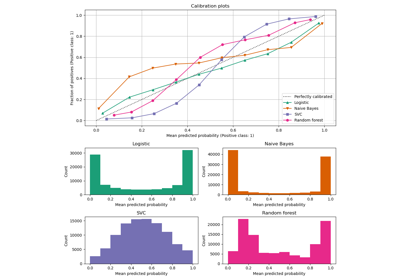 Calibration plots
1.0
0.8
0.6
0.4
0.2
0.0
Fraction of positives (Positive class: 1)
Perfectly calibrated
Logistic
Naive Bayes
SVC
Random forest
0.0 0.2 0.4 0.6 0.8 1.0
Mean predicted probability (Positive class: 1)
Logistic
30000
20000
10000
0
Count
0.0 0.2 0.4 0.6 0.8 1.0
Mean predicted probability
Naive Bayes
40000
30000
20000
10000
0
Count
0.0 0.2 0.4 0.6 0.8 1.0
Mean predicted probability
SVC
15000
10000
5000
0
Count
0.0 0.2 0.4 0.6 0.8 1.0
Mean predicted probability
Random forest
20000
15000
10000
5000
0
Count
0.0 0.2 0.4 0.6 0.8 1.0
Mean predicted probability